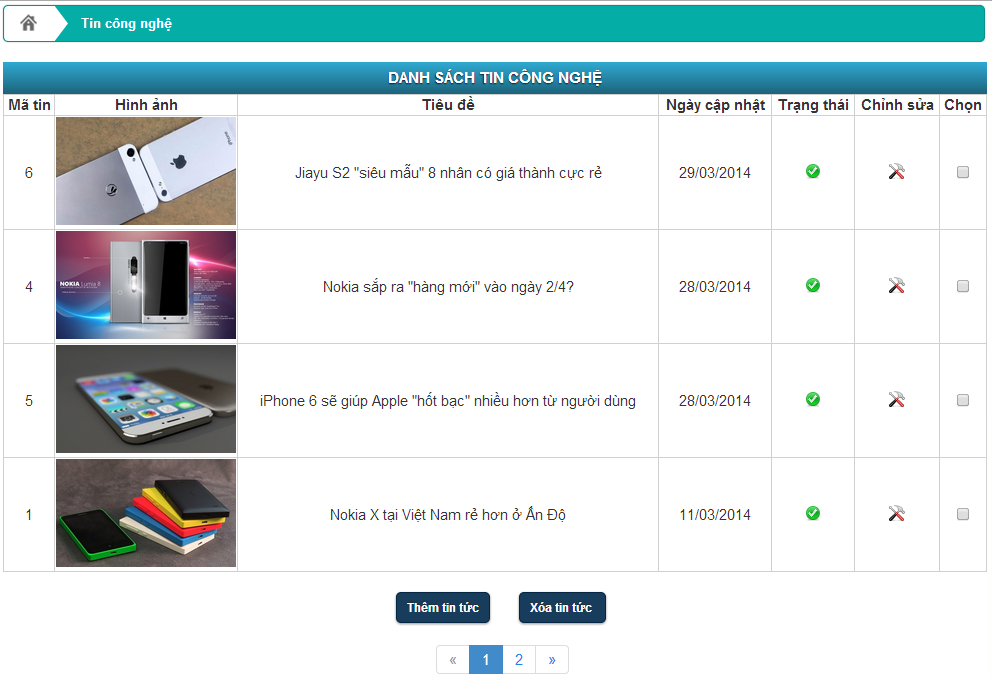 Tin công nghệ
DANH SÁCH TIN CÔNG NGHỆ
Mã tin Hình ảnh Tiêu đề Ngày cập nhật Trạng thái Chỉnh sửa Chọn
6 iPhone Jiayu S2 "siêu mẫu" 8 nhân có giá thành cực rẻ 29/03/2014
4 NOKIA Lumia Nokia sắp ra "hàng mới" vào ngày 2/4? 28/03/2014
5 iPhone 6 sẽ giúp Apple "hốt bạc" nhiều hơn từ người dùng 28/03/2014
1 Nokia X tại Việt Nam rẻ hơn ở Ấn Độ 11/03/2014
Thêm tin tức Xóa tin tức
« 1 2 »